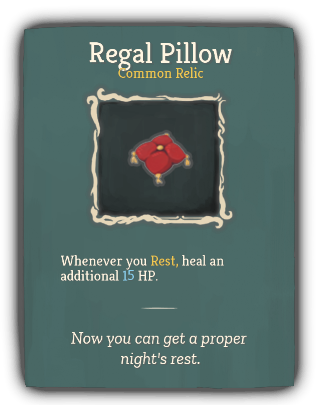 Regal Pillow
Common Relic
Whenever you Rest, heal an
additional 15 HP.
Now you can get a proper
night's rest.